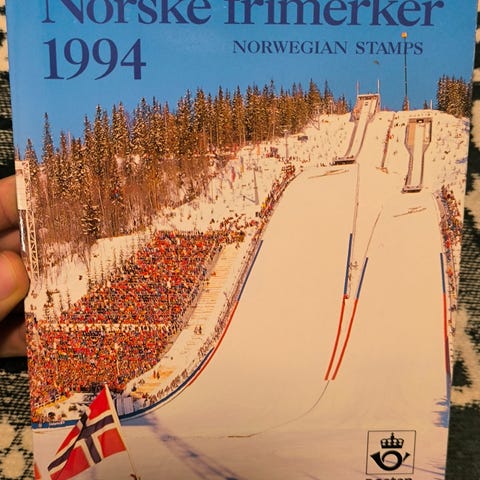 Norske frimerker
1994
NORWEGIAN STAMPS
posten